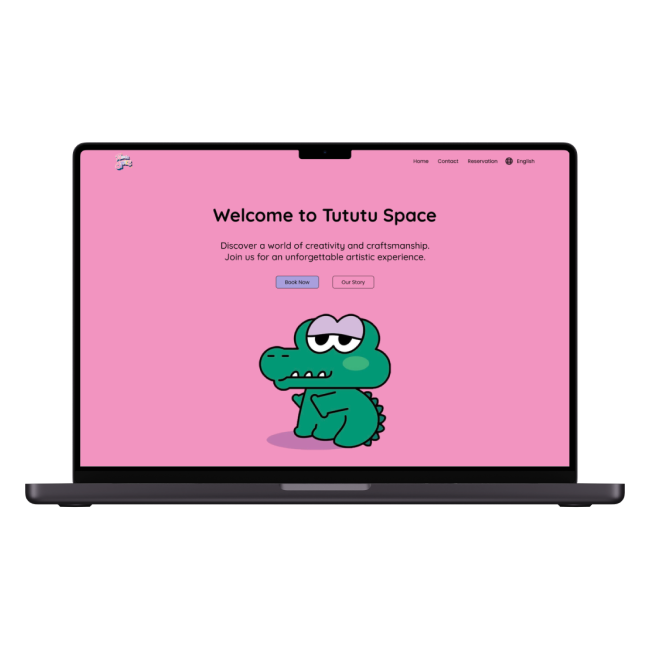 Home Contact Reservation English
Welcome to Tututu Space
Discover a world of creativity and craftsmanship.
Join us for an unforgettable artistic experience.
Book Now Our Story